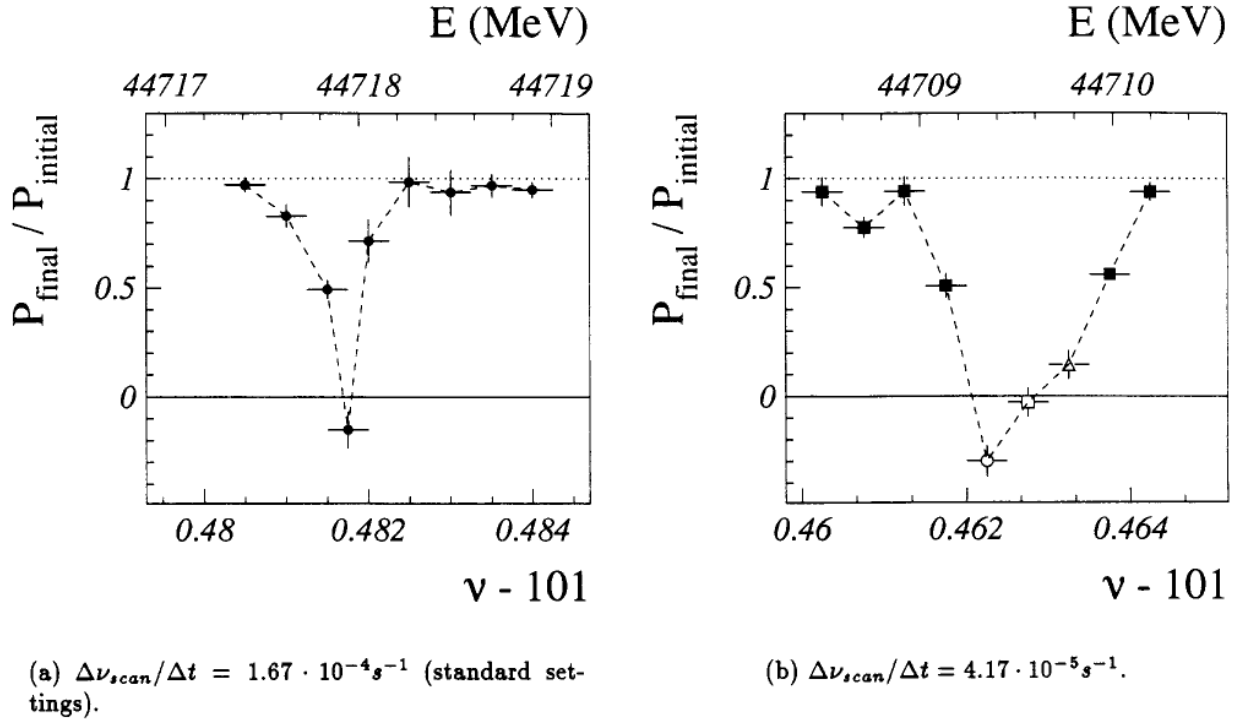 E (MeV)
44717 44718 44719
P_final / P_initial
1
0.5
0
0.48 0.482 0.484
ν - 101
(a) Δν_scan/Δt = 1.67 · 10^−4 s^−1 (standard set-
tings).
E (MeV)
44709 44710
P_final / P_initial
1
0.5
0
0.46 0.462 0.464
ν - 101
(b) Δν_scan/Δt = 4.17 · 10^−5 s^−1.